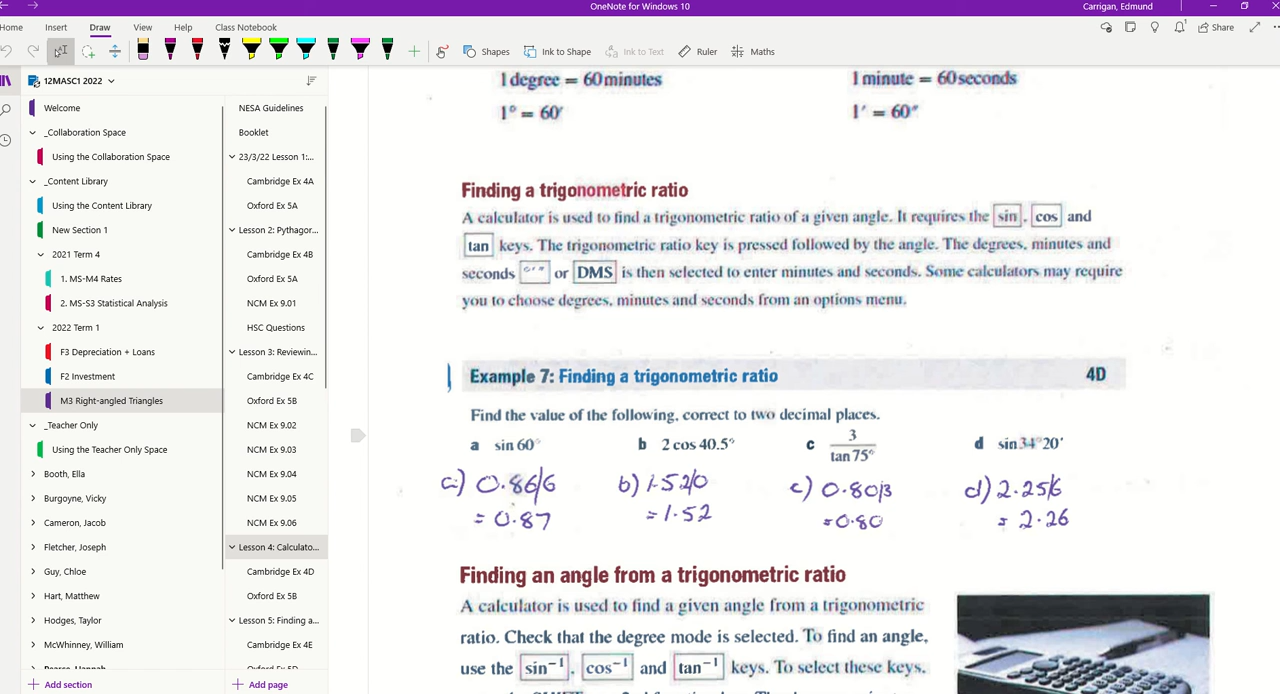 OneNote for Windows 10
Carrigan, Edmund
Home Insert Draw View Help Class Notebook
Shapes Ink to Shape Ink to Text Ruler Maths
Share
12MASC1 2022
Welcome
_Collaboration Space
Using the Collaboration Space
_Content Library
Using the Content Library
New Section 1
2021 Term 4
1. MS-M4 Rates
2. MS-S3 Statistical Analysis
2022 Term 1
F3 Depreciation + Loans
F2 Investment
M3 Right-angled Triangles
_Teacher Only
Using the Teacher Only Space
Booth, Ella
Burgoyne, Vicky
Cameron, Jacob
Fletcher, Joseph
Guy, Chloe
Hart, Matthew
Hodges, Taylor
McWhinney, William
Add section
NESA Guidelines
Booklet
23/3/22 Lesson 1:...
Cambridge Ex 4A
Oxford Ex 5A
Lesson 2: Pythagor...
Cambridge Ex 4B
Oxford Ex 5A
NCM Ex 9.01
HSC Questions
Lesson 3: Reviewin...
Cambridge Ex 4C
Oxford Ex 5B
NCM Ex 9.02
NCM Ex 9.03
NCM Ex 9.04
NCM Ex 9.05
NCM Ex 9.06
Lesson 4: Calculato...
Cambridge Ex 4D
Oxford Ex 5B
Lesson 5: Finding a...
Cambridge Ex 4E
Add page
1 degree = 60 minutes 1 minute = 60 seconds
1° = 60′ 1′ = 60″
Finding a trigonometric ratio
A calculator is used to find a trigonometric ratio of a given angle. It requires the sin, cos and
tan keys. The trigonometric ratio key is pressed followed by the angle. The degrees, minutes and
seconds °′″ or DMS is then selected to enter minutes and seconds. Some calculators may require
you to choose degrees, minutes and seconds from an options menu.
Example 7: Finding a trigonometric ratio 4D
Find the value of the following, correct to two decimal places.
a sin 60° b 2 cos 40.5° c 3/tan 75° d sin 34°20′
a) 0.86/6 b) 1.52/0 c) 0.80/3 d) 2.25/6
= 0.87 = 1.52 = 0.80 = 2.26
Finding an angle from a trigonometric ratio
A calculator is used to find a given angle from a trigonometric
ratio. Check that the degree mode is selected. To find an angle,
use the sin⁻¹, cos⁻¹ and tan⁻¹ keys. To select these keys.